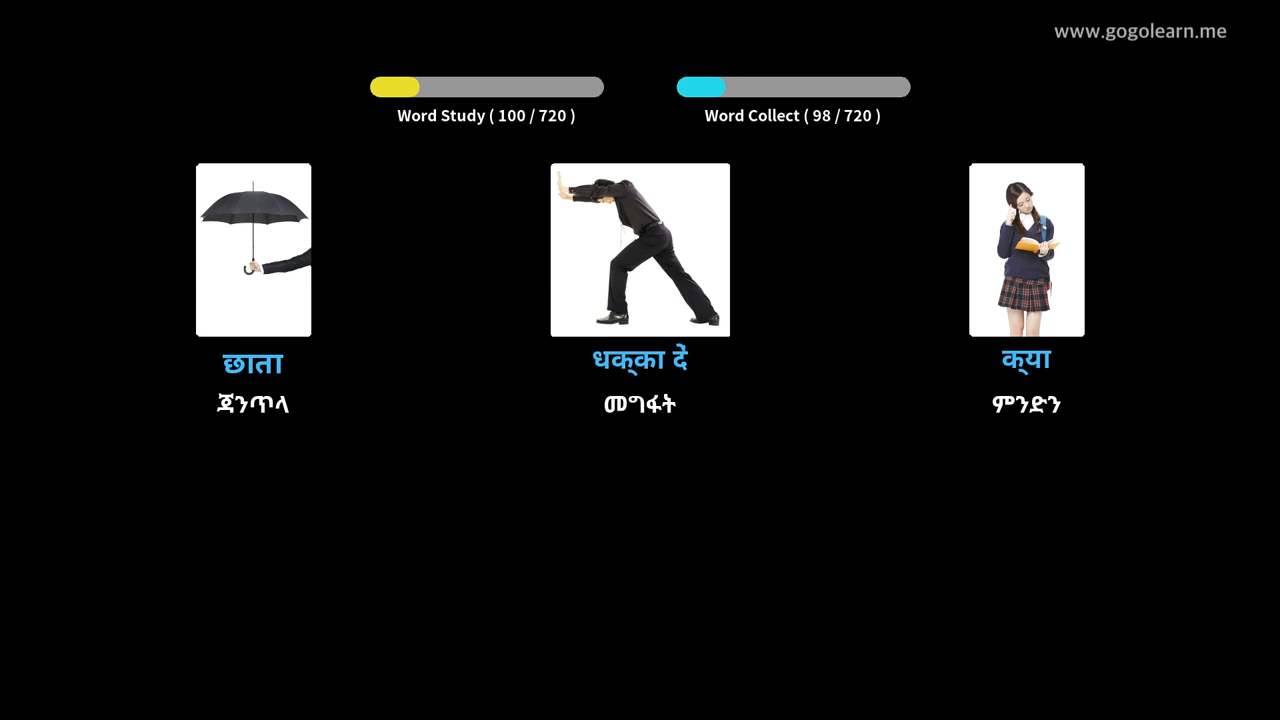 www.gogolearn.me
Word Study ( 100 / 720 )
Word Collect ( 98 / 720 )
छाता
धक्‌का दें
क्‌या
ጃንጥላ
መግፋት
ምንድን